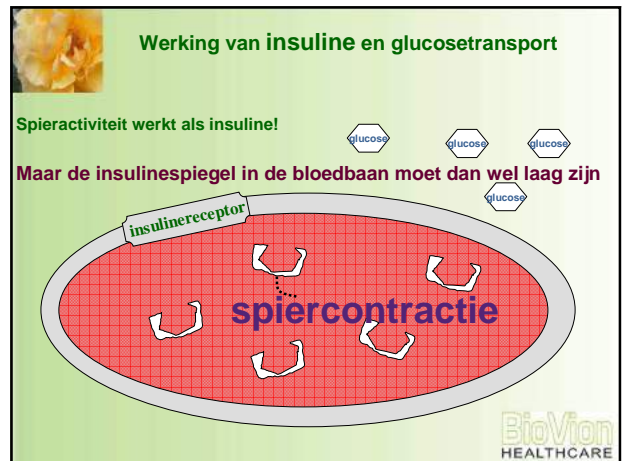 Werking van insuline en glucosetransport
Spieractiviteit werkt als insuline!
glucose
glucose
glucose
Maar de insulinespiegel in de bloedbaan moet dan wel laag zijn
glucose
insulinereceptor
spiercontractie
BioVion
HEALTHCARE